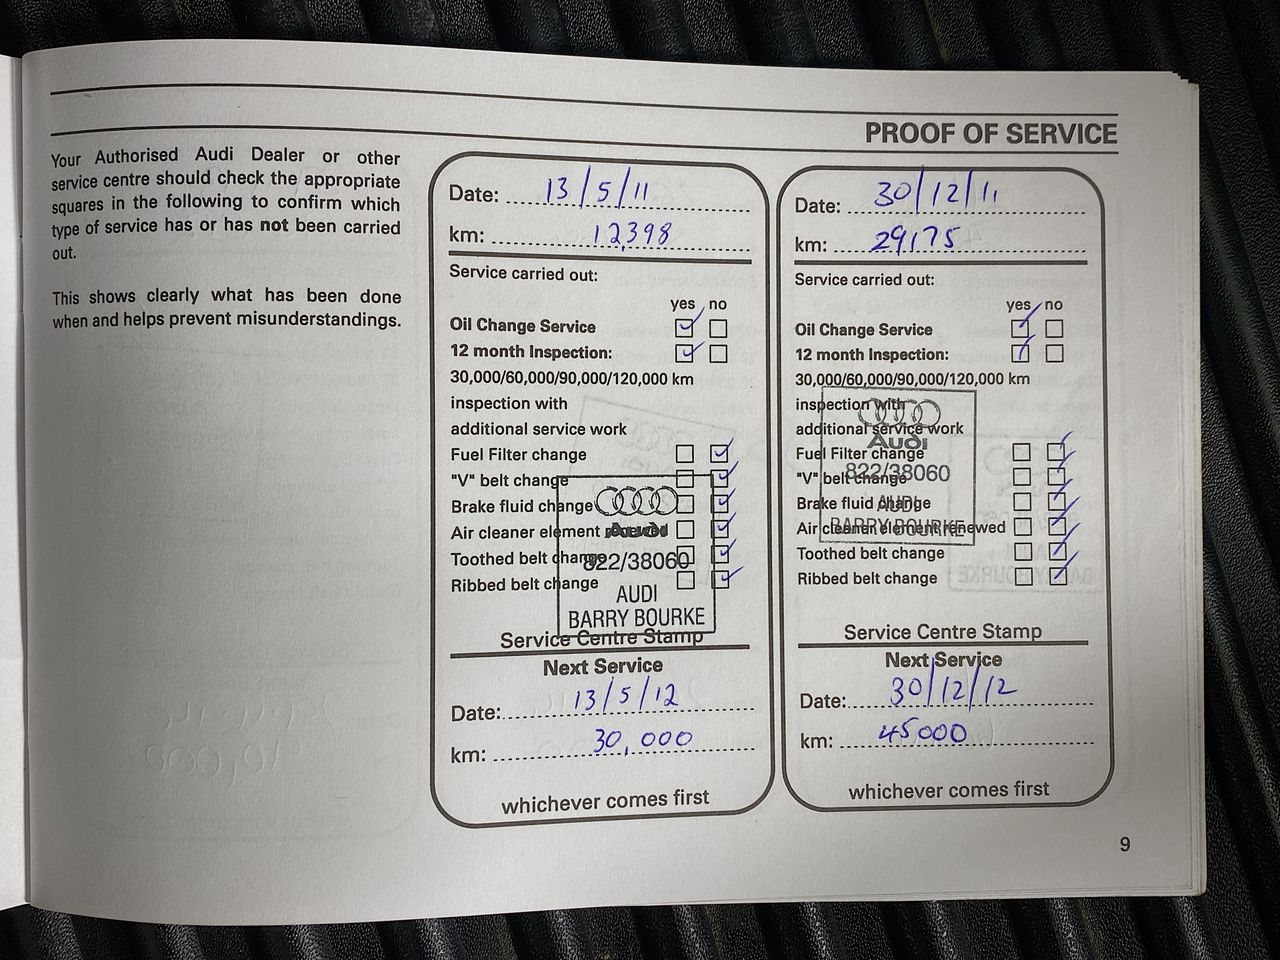 PROOF OF SERVICE
Your Authorised Audi Dealer or other
service centre should check the appropriate
squares in the following to confirm which
type of service has or has not been carried
out.
This shows clearly what has been done
when and helps prevent misunderstandings.
Date: 13/5/11
km: 12,398
Service carried out:
yes no
Oil Change Service
12 month Inspection:
30,000/60,000/90,000/120,000 km
inspection with
additional service work
Fuel Filter change
"V" belt change
Brake fluid change
Air cleaner element renewed
Toothed belt change
Ribbed belt change
Audi
822/38060
AUDI
BARRY BOURKE
Service Centre Stamp
Next Service
Date: 13/5/12
km: 30,000
whichever comes first
Date: 30/12/11
km: 29175
Service carried out:
yes no
Oil Change Service
12 month Inspection:
30,000/60,000/90,000/120,000 km
inspection with
additional service work
Fuel Filter change
"V" belt change
Brake fluid change
Air cleaner element renewed
Toothed belt change
Ribbed belt change
Audi
822/38060
AUDI
BARRY BOURKE
Service Centre Stamp
Next Service
Date: 30/12/12
km: 45000
whichever comes first
9